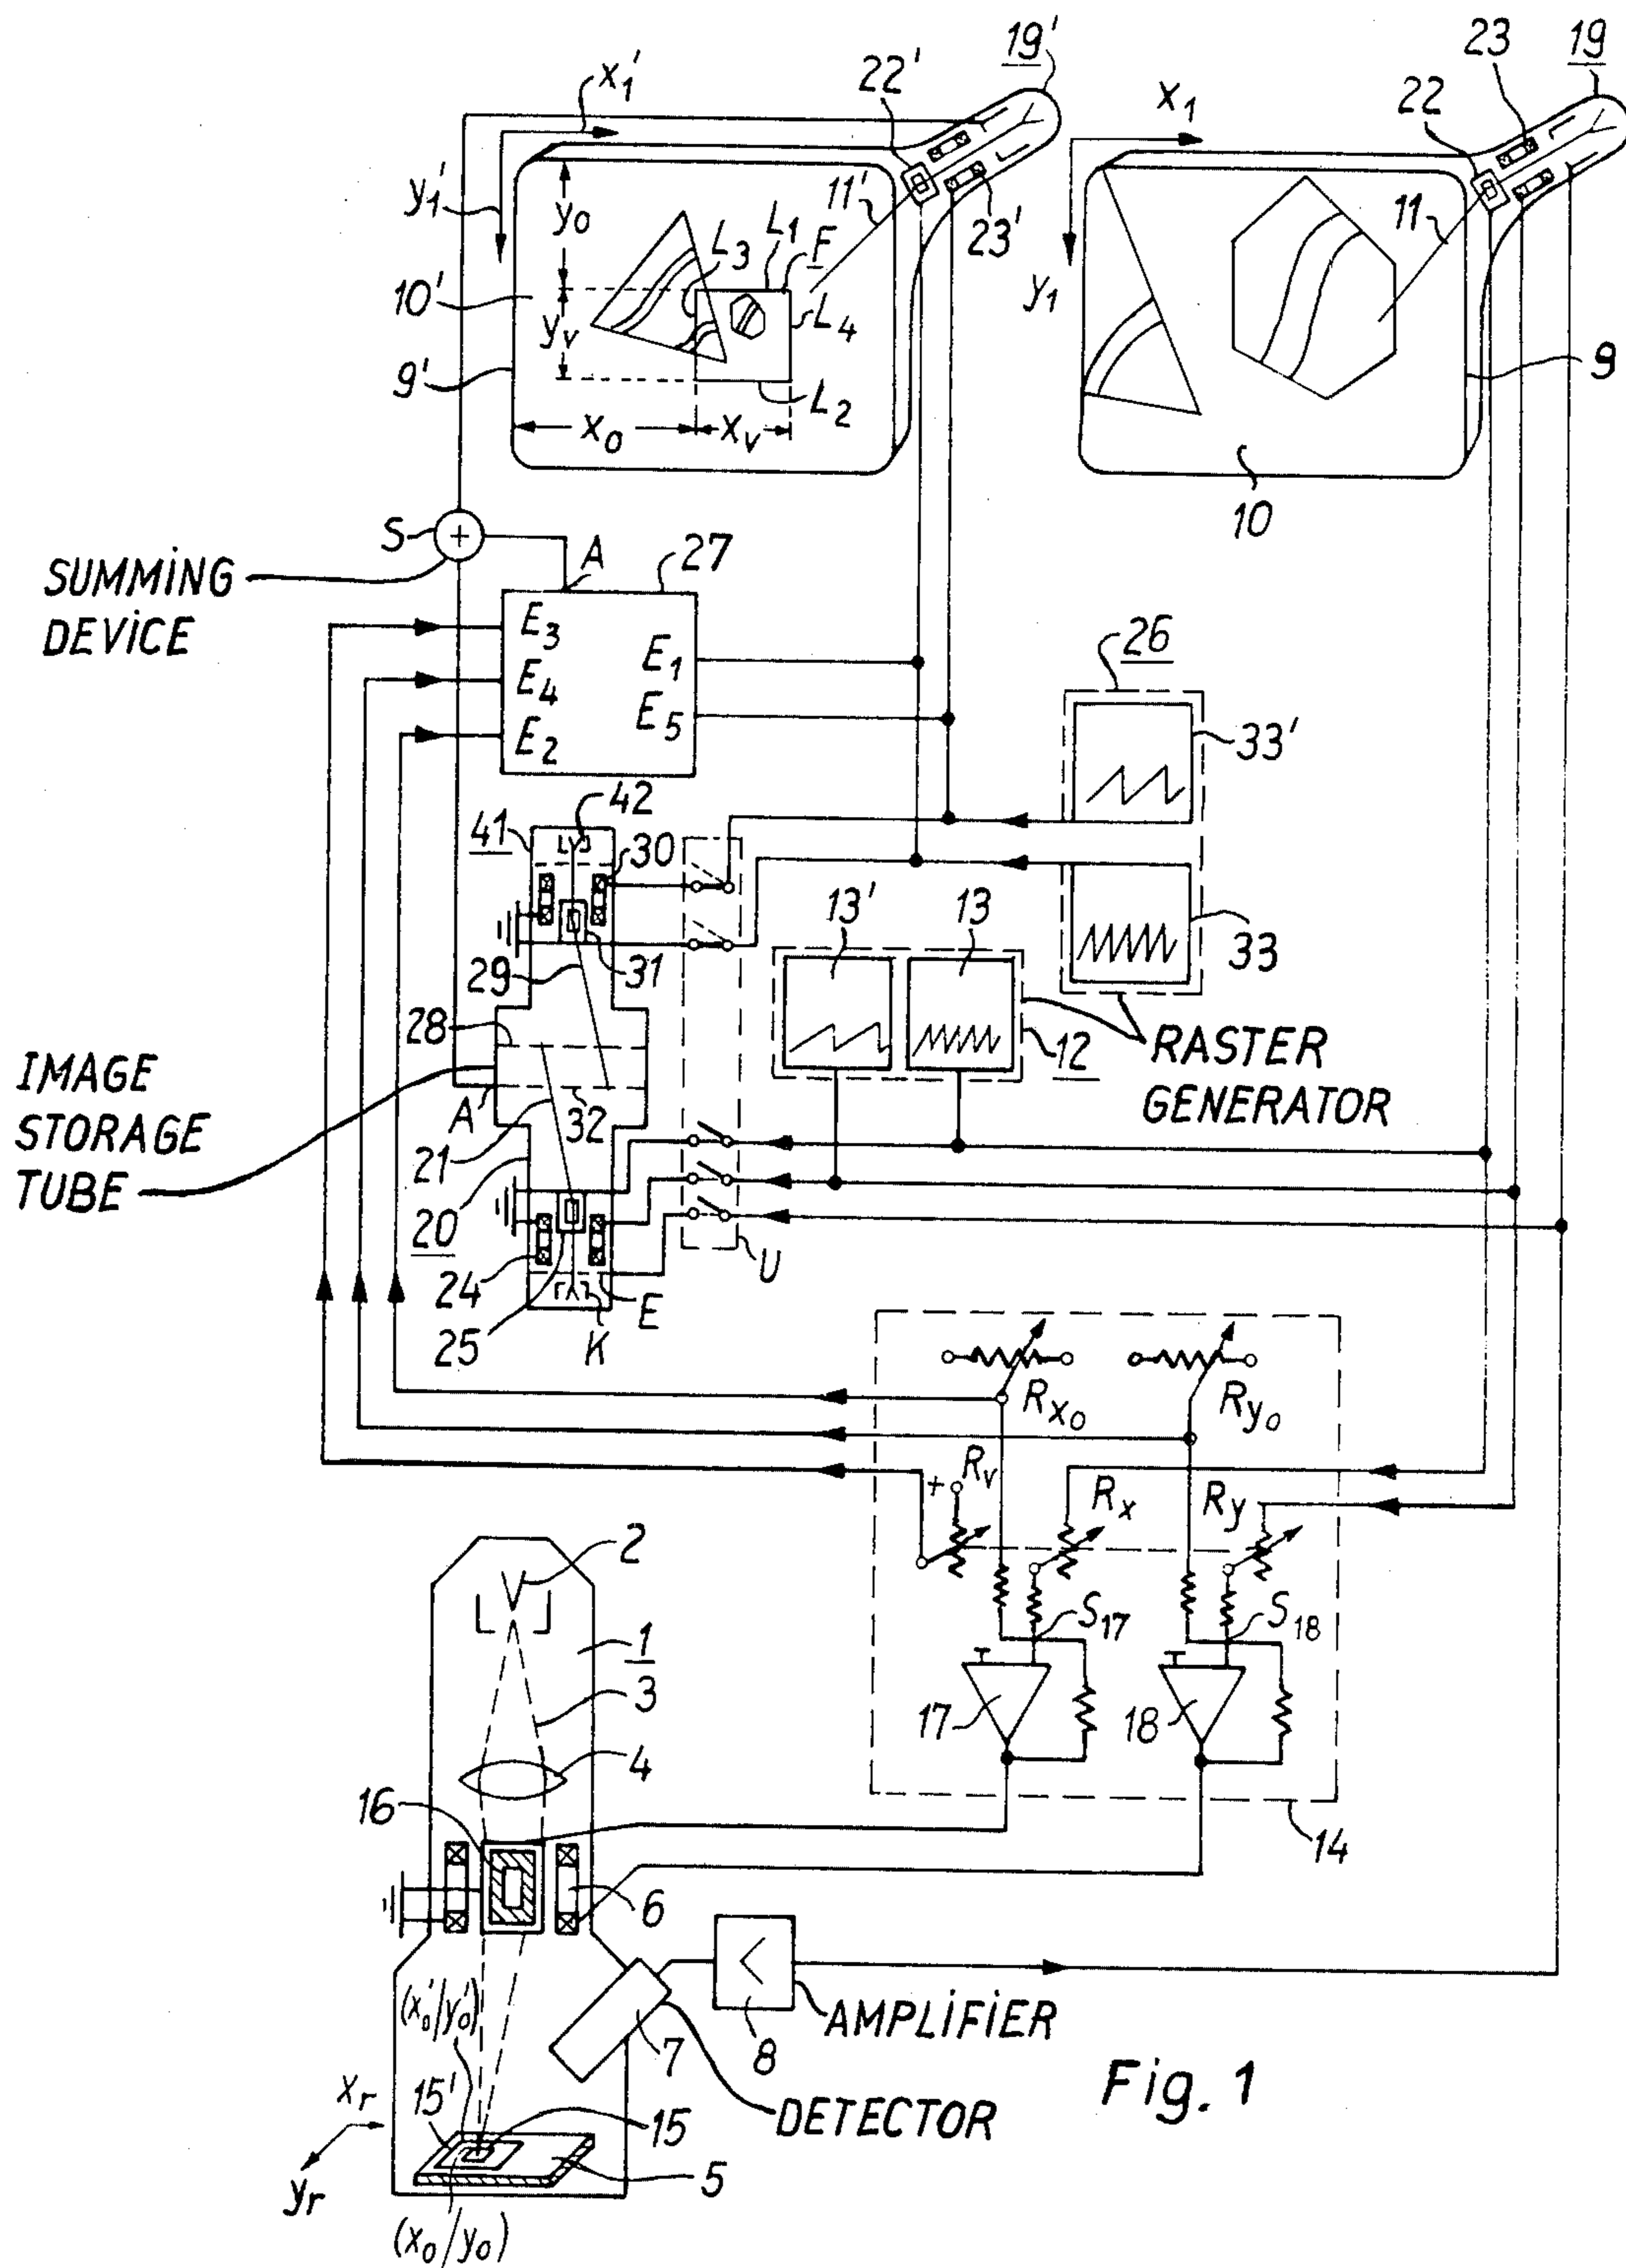 19'
23
19
x₁'
22'
x₁
22
y₁'
y₀
11'
L₁
F
23'
11
L₃
y₁
10'
L₄
yᵥ
9'
L₂
9
x₀
xᵥ
10
S
+
A
27
SUMMING
DEVICE
E₃
E₁
26
E₄
E₅
33'
E₂
42
41
30
13'
13
31
33
29
28
12
RASTER
GENERATOR
IMAGE
STORAGE
TUBE
A
32
21
20
U
24
E
25
K
Rx₀
Ry₀
+
Rᵥ
Rₓ
Ry
2
S₁₇
S₁₈
1
3
17
18
4
16
14
6
(x₀'/y₀')
<
AMPLIFIER
7
8
Fig. 1
xᵣ
15'
15
DETECTOR
5
yᵣ
(x₀/y₀)